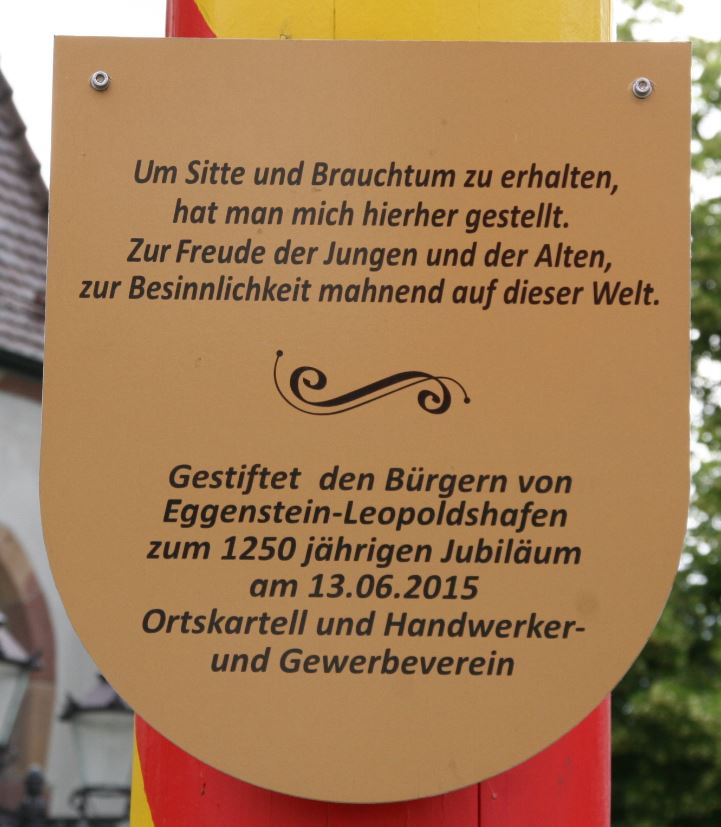 Um Sitte und Brauchtum zu erhalten,
hat man mich hierher gestellt.
Zur Freude der Jungen und der Alten,
zur Besinnlichkeit mahnend auf dieser Welt.
Gestiftet den Bürgern von
Eggenstein-Leopoldshafen
zum 1250 jährigen Jubiläum
am 13.06.2015
Ortskartell und Handwerker-
und Gewerbeverein